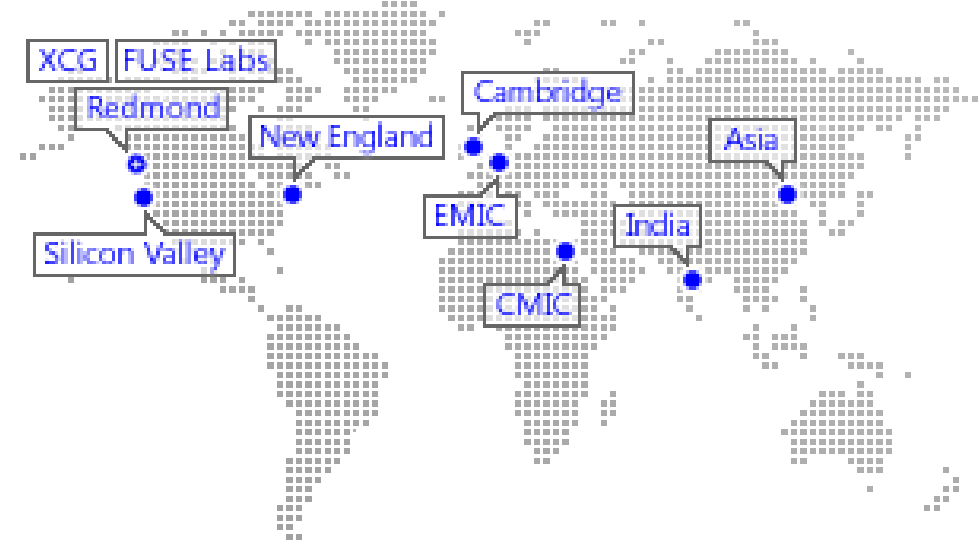 XCG
FUSE Labs
Redmond
Cambridge
New England
Asia
EMIC
India
Silicon Valley
CMIC